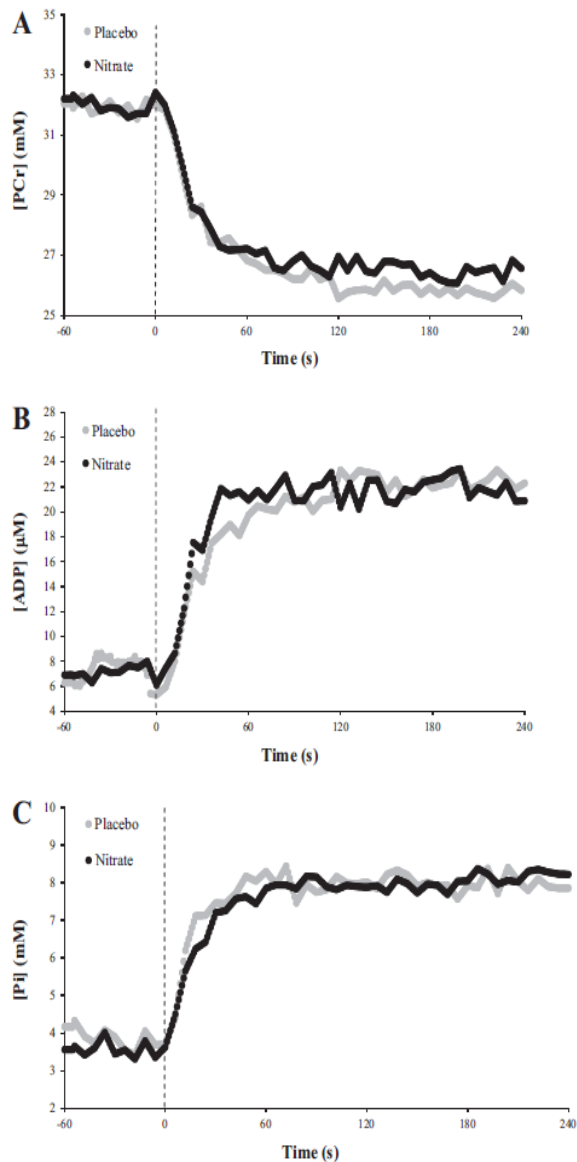 A
35
Placebo
Nitrate
33
31
29
27
25
[PCr] (mM)
-60 0 60 120 180 240
Time (s)
B
28
26
24
22
20
18
16
14
12
10
8
6
4
Placebo
Nitrate
[ADP] (µM)
-60 0 60 120 180 240
Time (s)
C
10
9
8
7
6
5
4
3
2
Placebo
Nitrate
[Pi] (mM)
-60 0 60 120 180 240
Time (s)